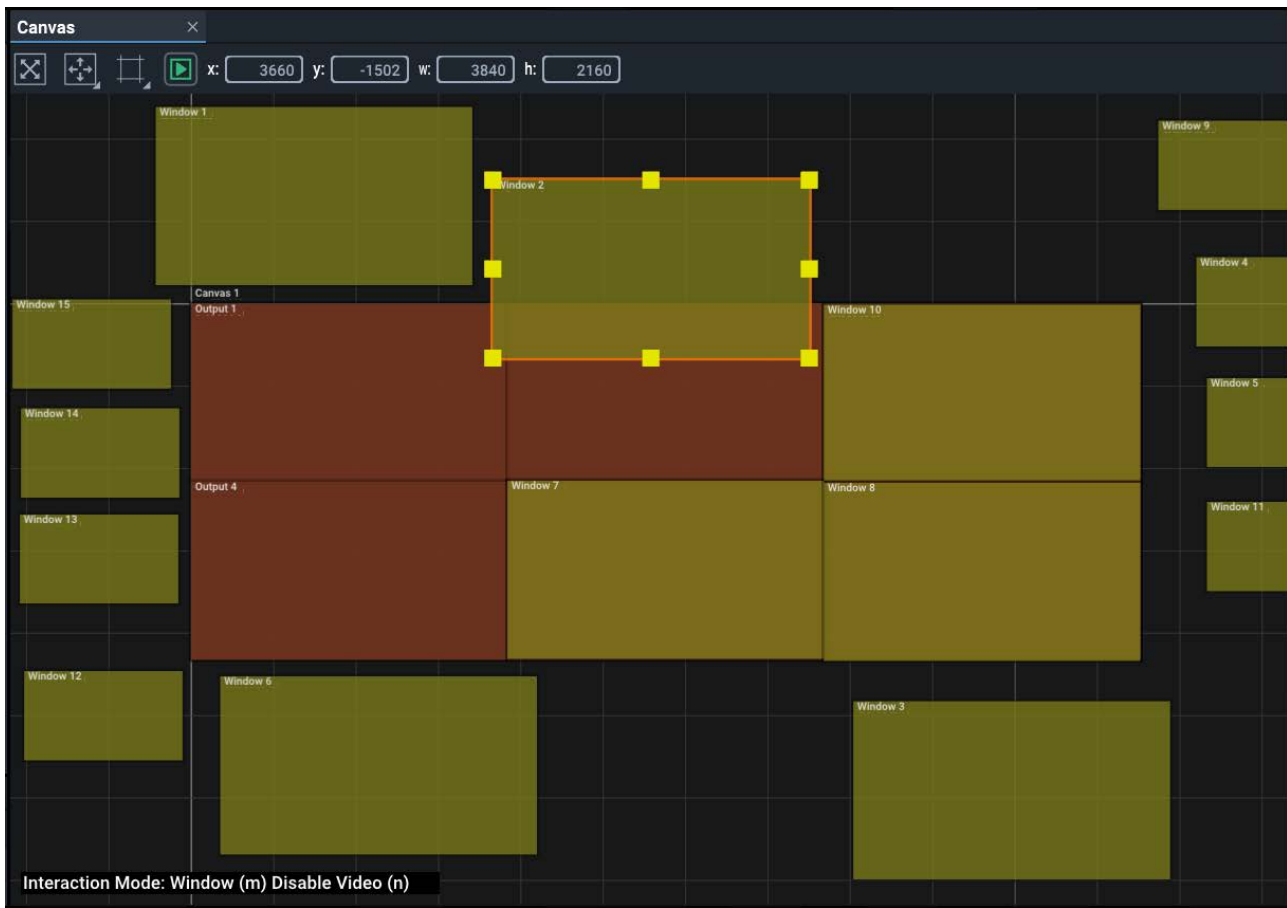 Canvas ×
x: 3660 y: -1502 w: 3840 h: 2160
Window 1
Window 9
Window 2
Window 4
Canvas 1
Window 15
Output 1
Window 10
Window 5
Window 14
Output 4
Window 7
Window 8
Window 11
Window 13
Window 12
Window 6
Window 3
Interaction Mode: Window (m) Disable Video (n)